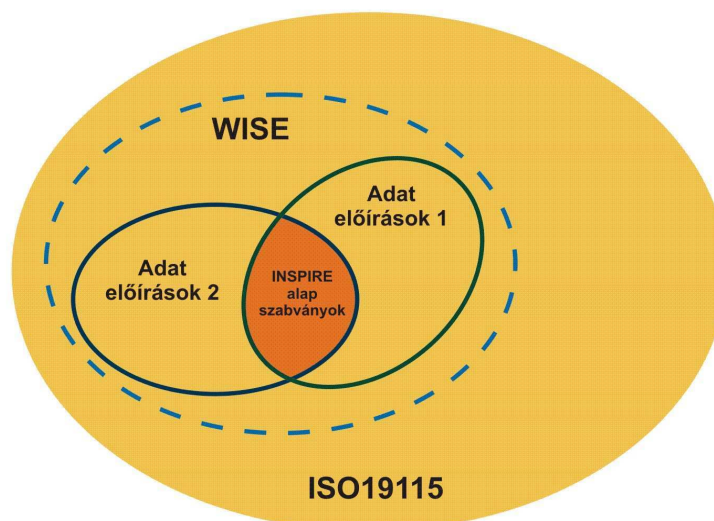 WISE
Adat
előírások 1
Adat
előírások 2
INSPIRE
alap
szabványok
ISO19115